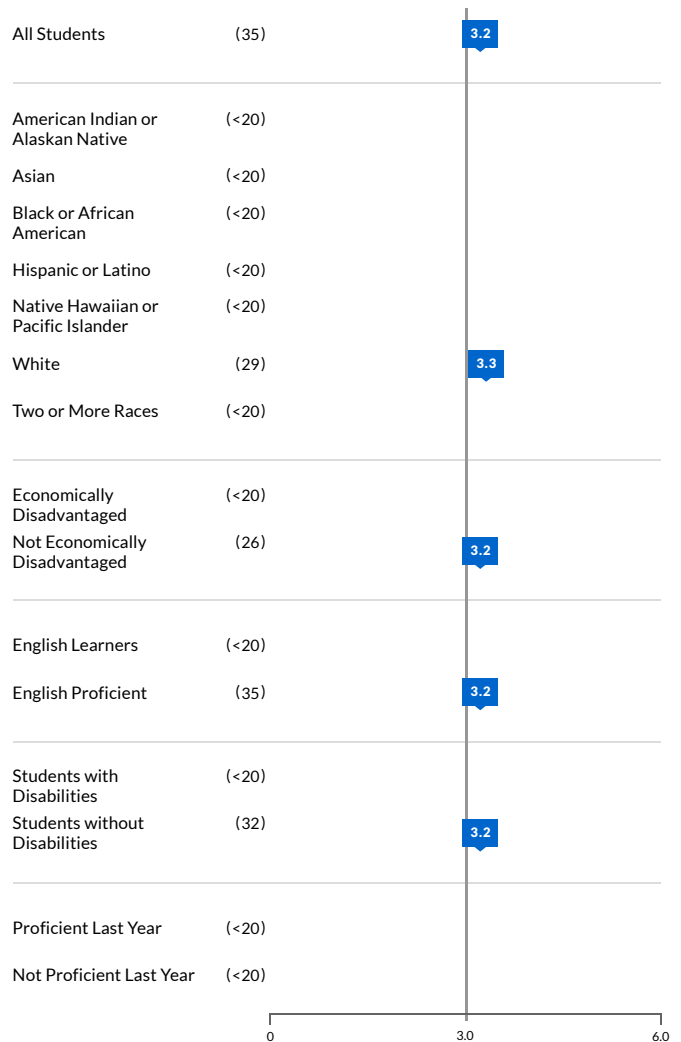 All Students (35) 3.2
American Indian or (<20)
Alaskan Native
Asian (<20)
Black or African (<20)
American
Hispanic or Latino (<20)
Native Hawaiian or (<20)
Pacific Islander
White (29) 3.3
Two or More Races (<20)
Economically (<20)
Disadvantaged
Not Economically (26) 3.2
Disadvantaged
English Learners (<20)
English Proficient (35) 3.2
Students with (<20)
Disabilities
Students without (32) 3.2
Disabilities
Proficient Last Year (<20)
Not Proficient Last Year (<20)
0 3.0 6.0